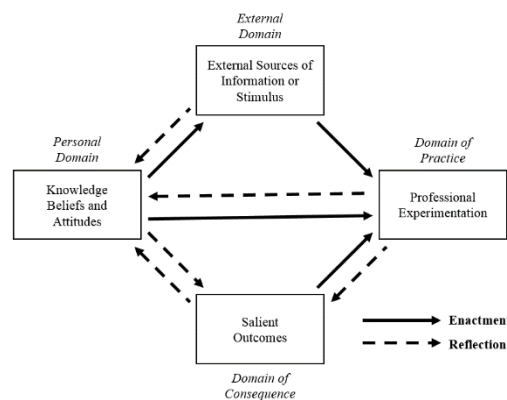 External
Domain
External Sources of
Information or
Stimulus
Personal
Domain
Knowledge
Beliefs and
Attitudes
Domain of
Practice
Professional
Experimentation
Salient
Outcomes
Domain of
Consequence
Enactment
Reflection